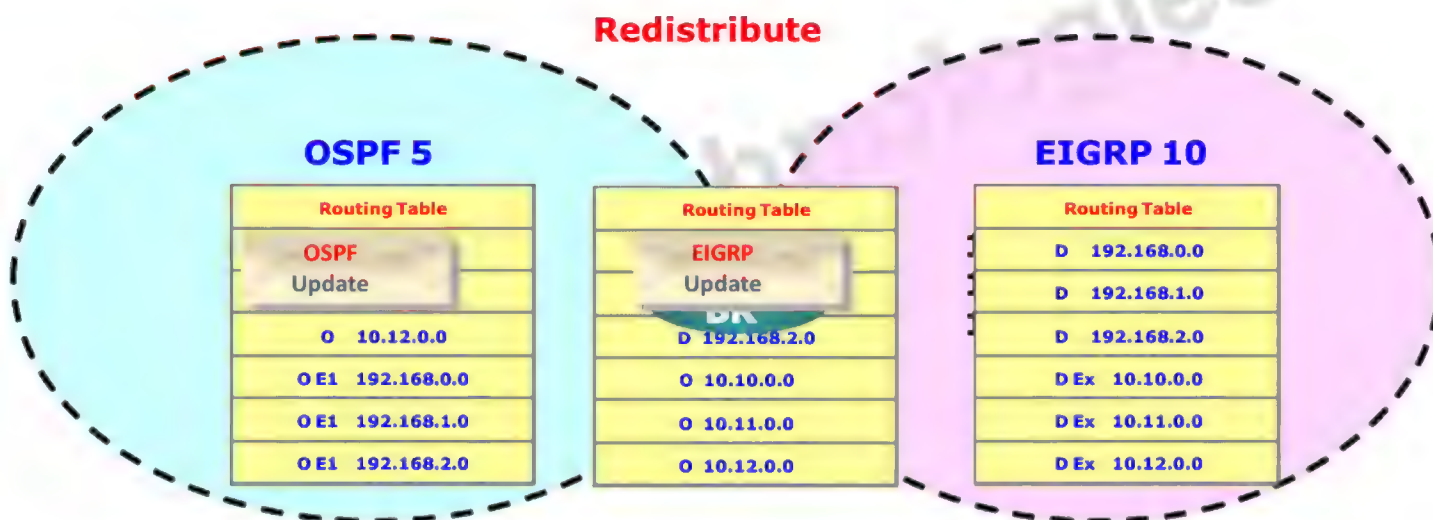 Redistribute
OSPF 5
Routing Table
OSPF
Update
O 10.12.0.0
O E1 192.168.0.0
O E1 192.168.1.0
O E1 192.168.2.0
Routing Table
EIGRP
Update
D 192.168.2.0
O 10.10.0.0
O 10.11.0.0
O 10.12.0.0
EIGRP 10
Routing Table
D 192.168.0.0
D 192.168.1.0
D 192.168.2.0
D Ex 10.10.0.0
D Ex 10.11.0.0
D Ex 10.12.0.0